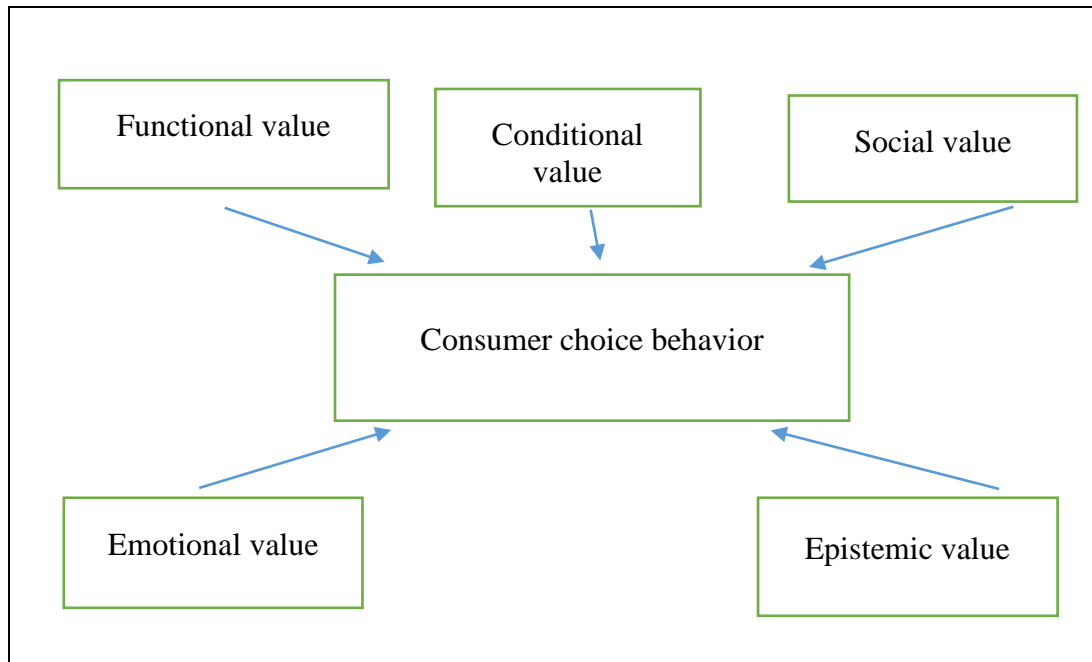 Functional value
Conditional
value
Social value
Consumer choice behavior
Emotional value
Epistemic value